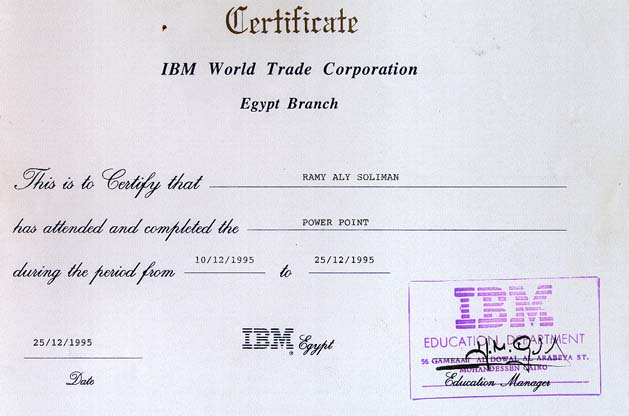 Certificate
IBM World Trade Corporation
Egypt Branch
This is to Certify that RAMY ALY SOLIMAN
has attended and completed the POWER POINT
during the period from 10/12/1995 to 25/12/1995
25/12/1995
Date
IBM® Egypt
IBM
EDUCATION DEPARTMENT
56 GAMEAAT AL DOWAL AL ARABEYA ST.
MOHANDESSEN CAIRO
Education Manager